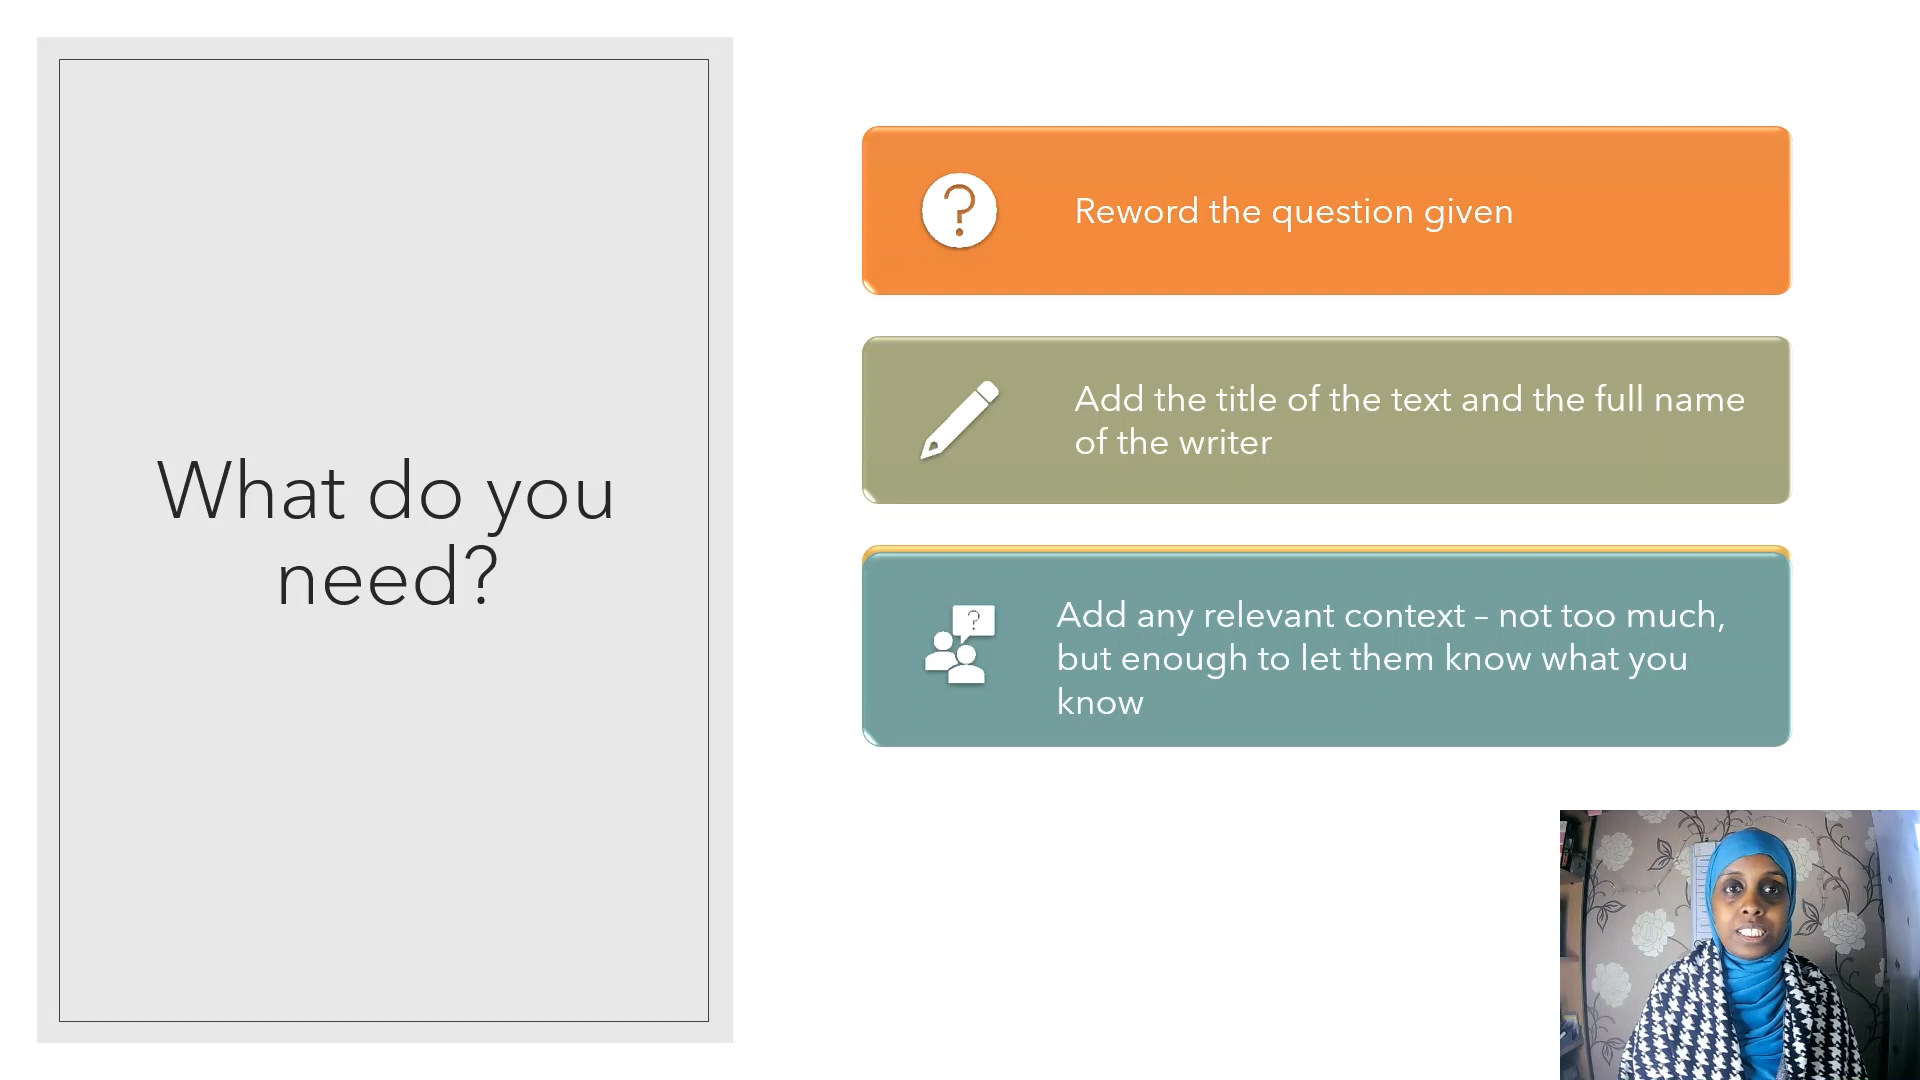 What do you
need?
?
Reword the question given
Add the title of the text and the full name
of the writer
?
Add any relevant context – not too much,
but enough to let them know what you
know